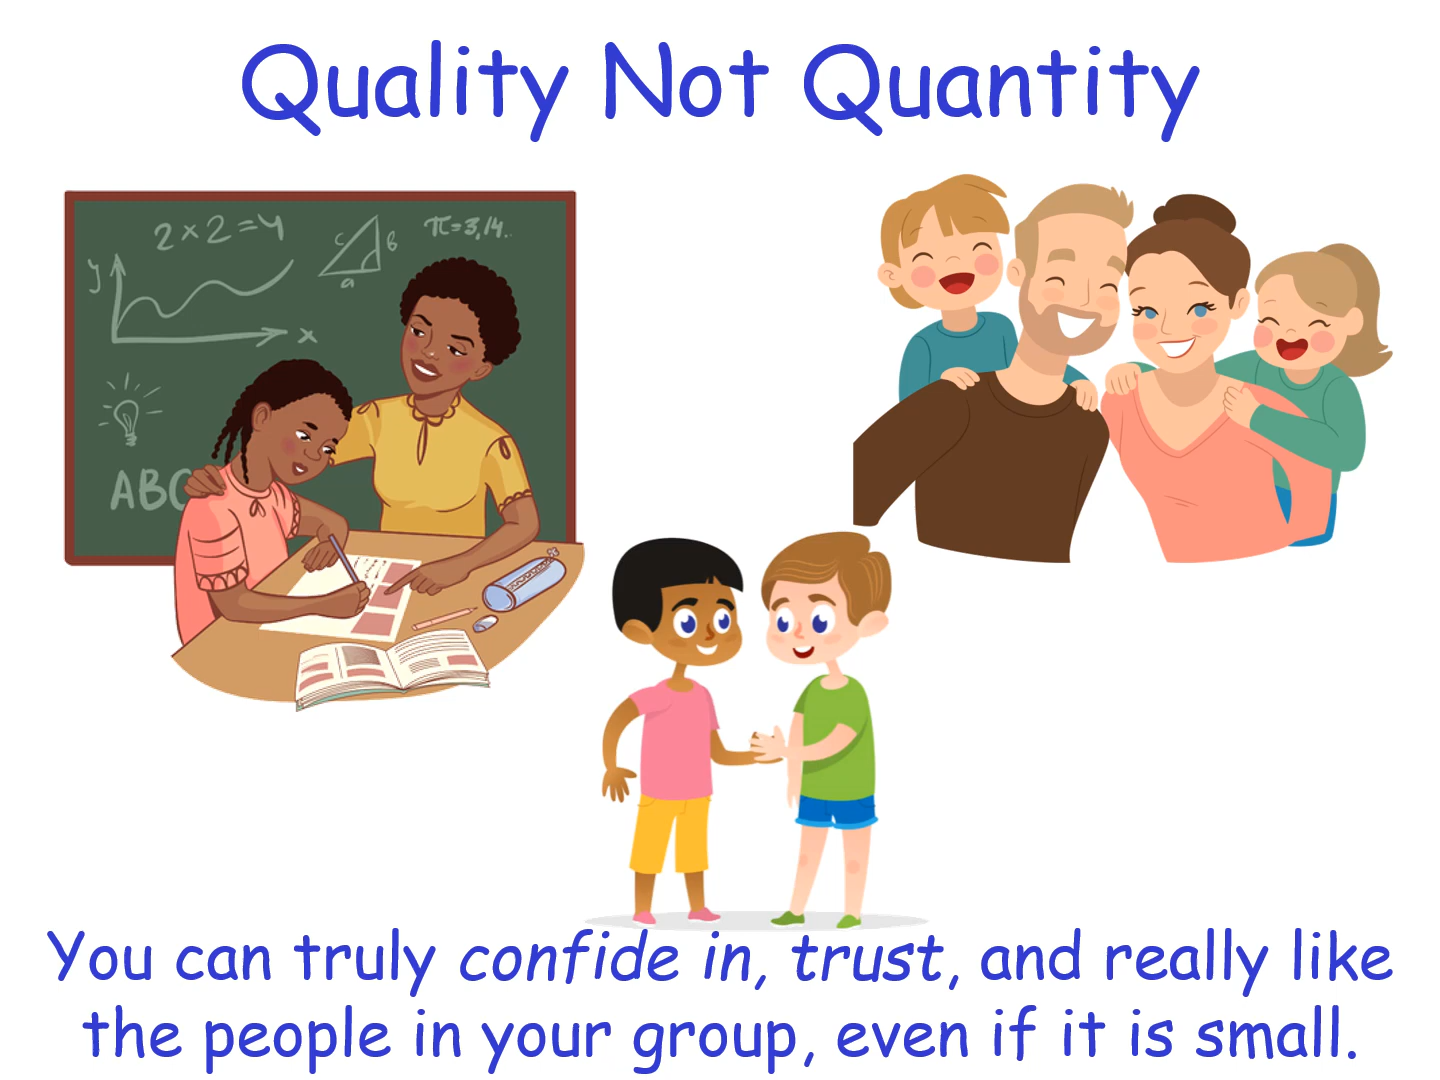 Quality Not Quantity
2×2=4
π=3,14..
y
c
b
a
x
ABC
You can truly confide in, trust, and really like
the people in your group, even if it is small.